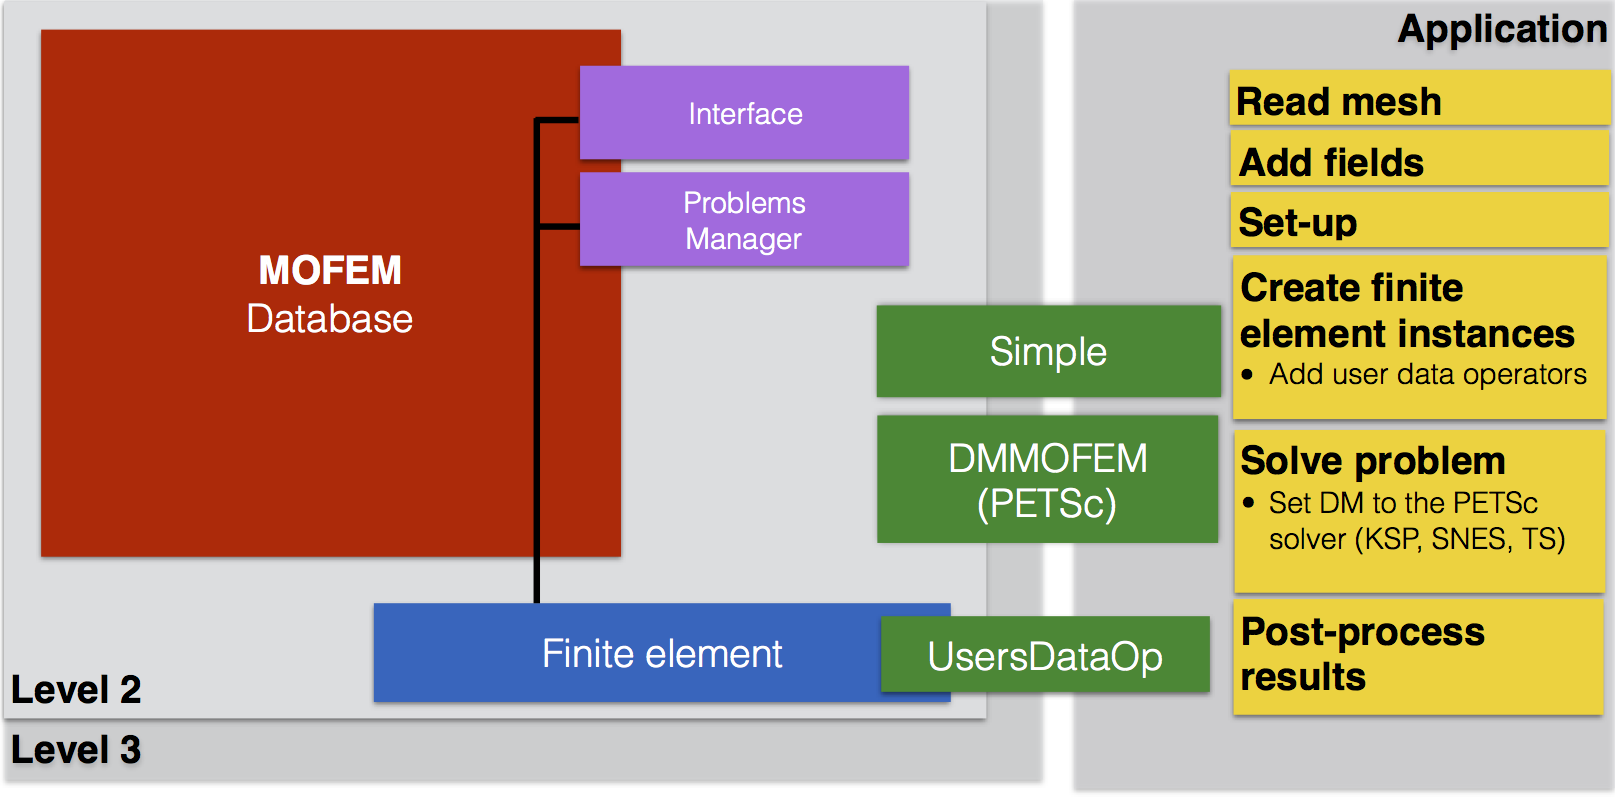 Application
MOFEM
Database
Interface
Problems
Manager
Simple
DMMOFEM
(PETSc)
Finite element
UsersDataOp
Level 2
Level 3
Read mesh
Add fields
Set-up
Create finite
element instances
• Add user data operators
Solve problem
• Set DM to the PETSc
solver (KSP, SNES, TS)
Post-process
results